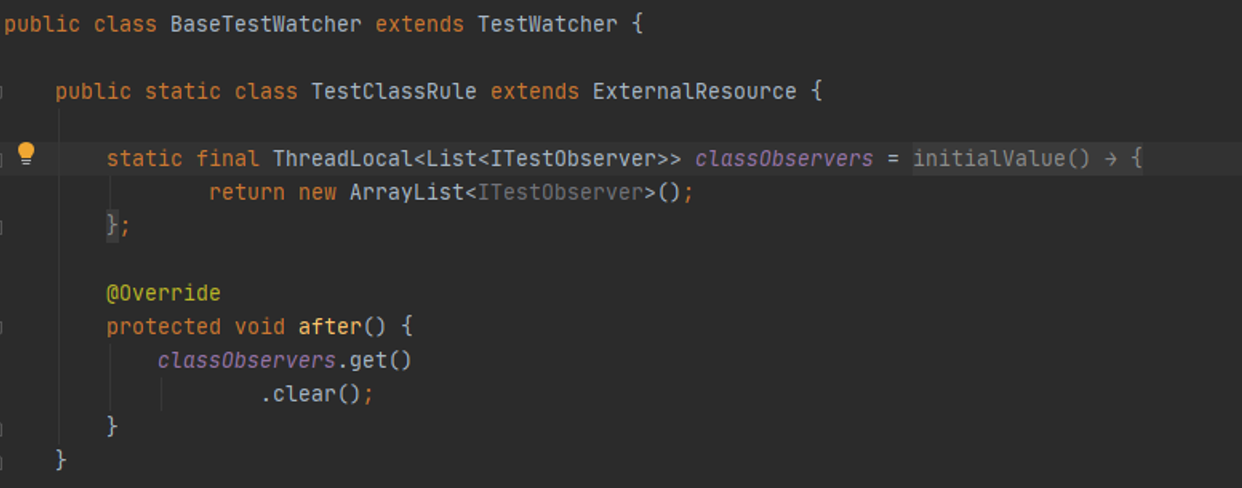 public class BaseTestWatcher extends TestWatcher {
public static class TestClassRule extends ExternalResource {
static final ThreadLocal<List<ITestObserver>> classObservers = initialValue() → {
return new ArrayList<ITestObserver>();
};
@Override
protected void after() {
classObservers.get()
.clear();
}
}